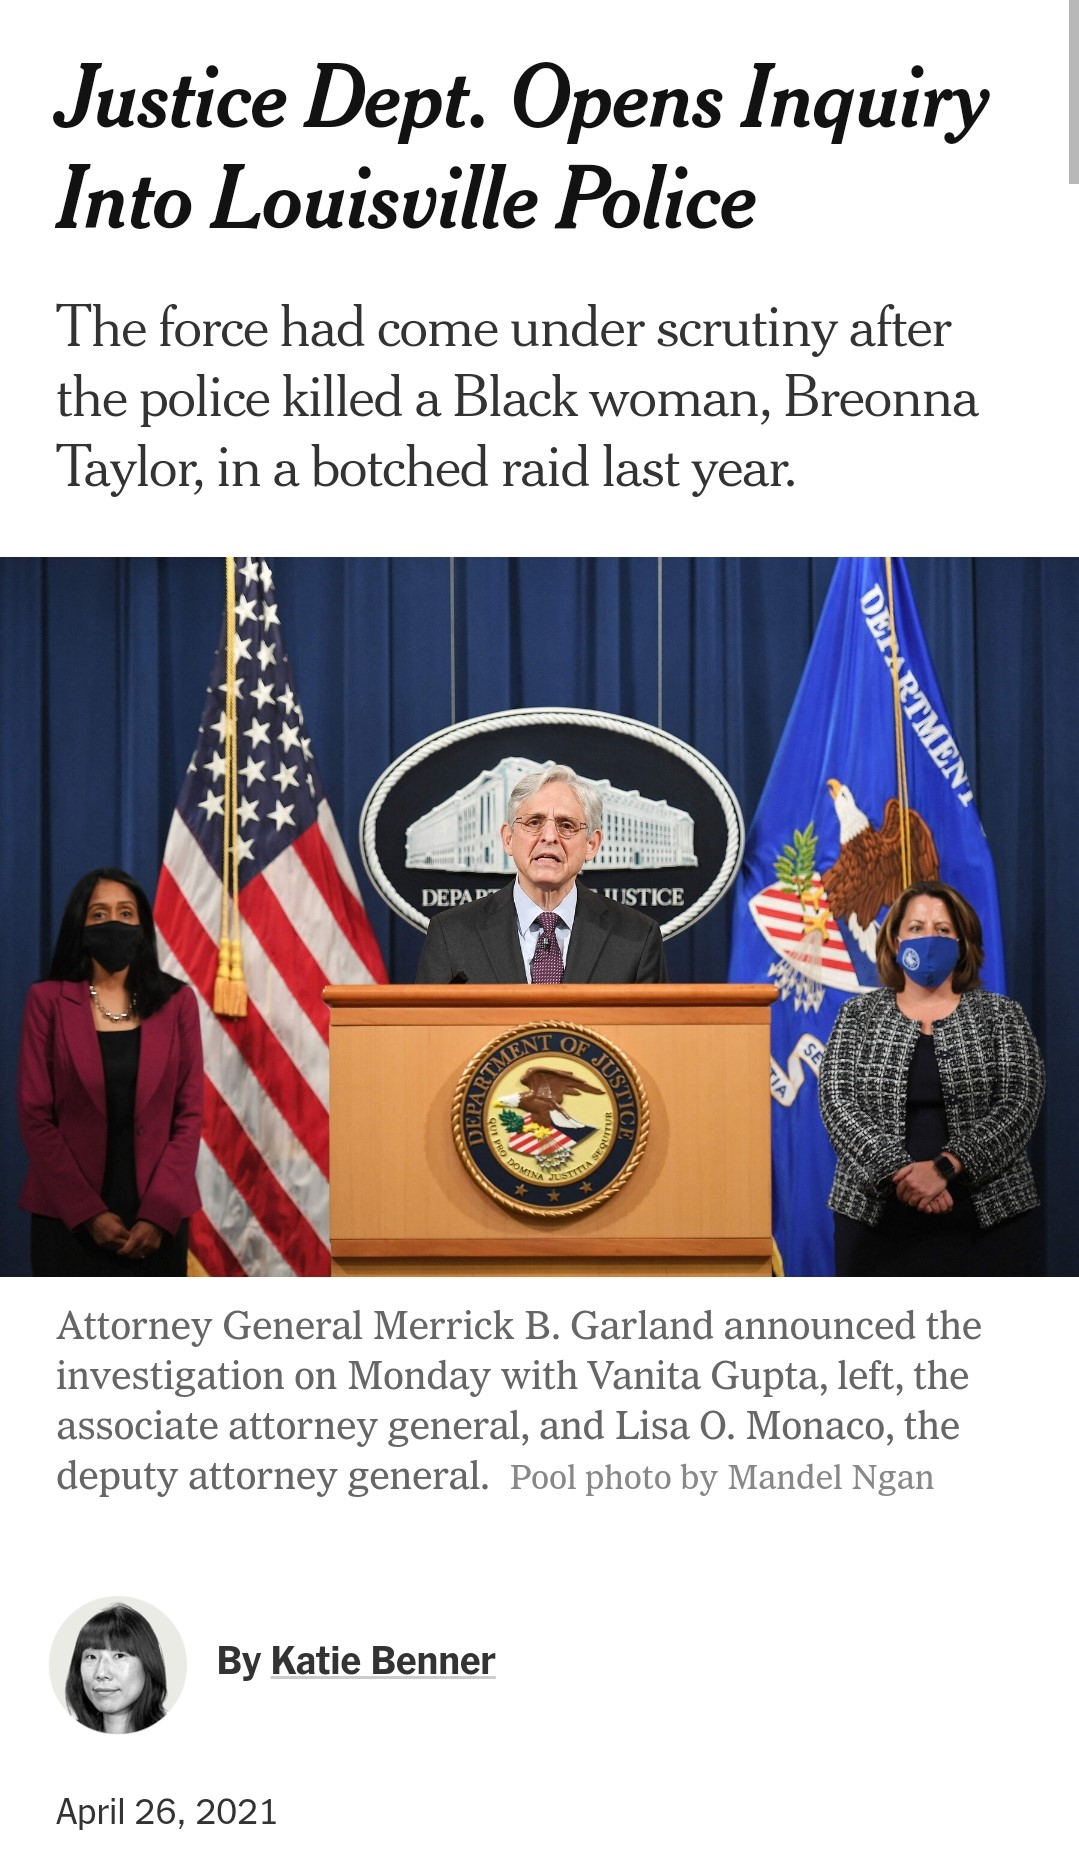 Justice Dept. Opens Inquiry
Into Louisville Police
The force had come under scrutiny after
the police killed a Black woman, Breonna
Taylor, in a botched raid last year.
DEPARTMENT
DEPAR JUSTICE
DEPARTMENT OF JUSTICE
QUI PRO DOMINA JUSTITIA SEQUITUR
SE
TIA
Attorney General Merrick B. Garland announced the
investigation on Monday with Vanita Gupta, left, the
associate attorney general, and Lisa O. Monaco, the
deputy attorney general. Pool photo by Mandel Ngan
By Katie Benner
April 26, 2021